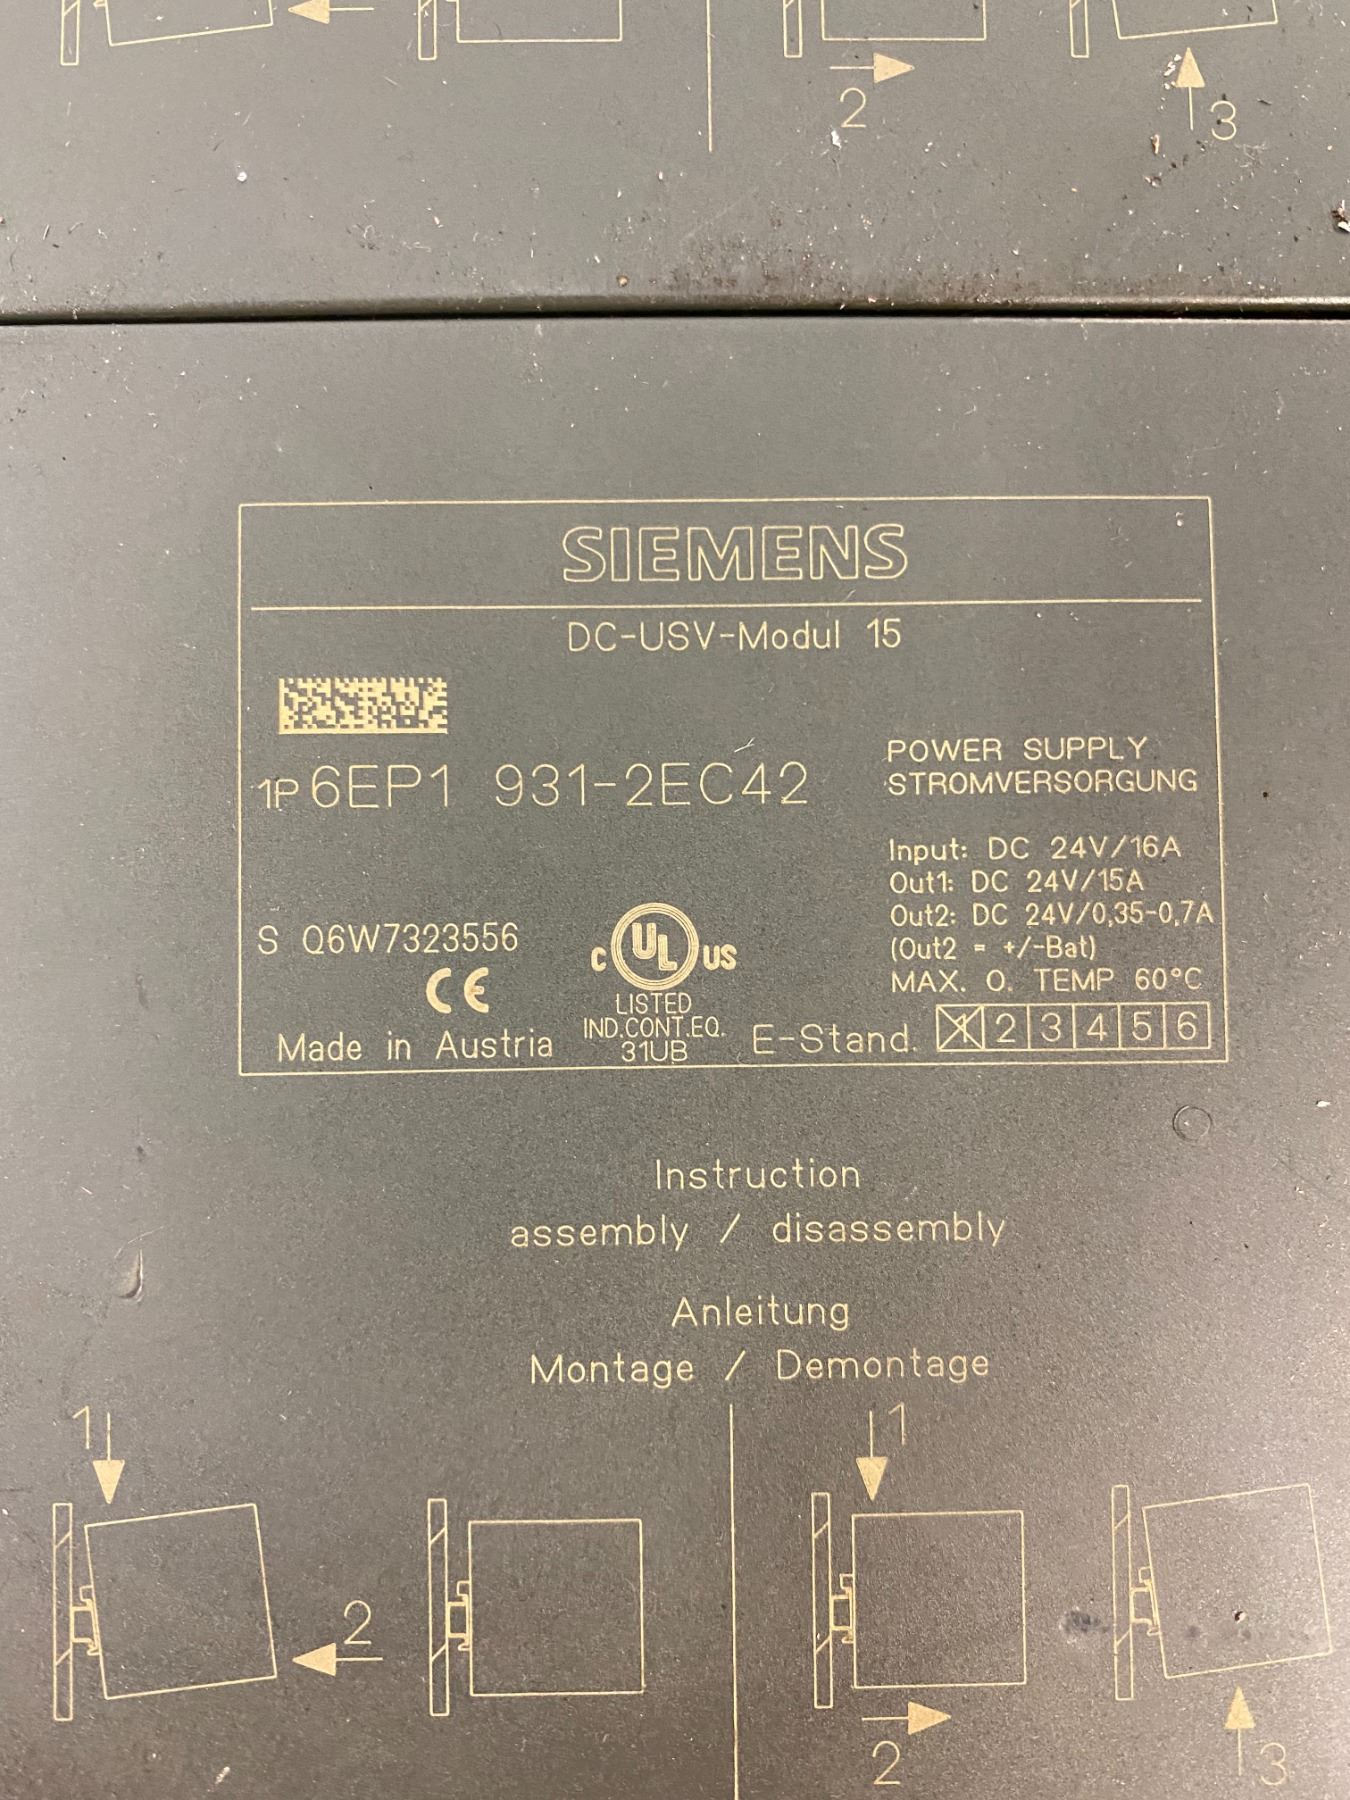 2
3
SIEMENS
DC-USV-Modul 15
1P 6EP1 931-2EC42
POWER SUPPLY
STROMVERSORGUNG
Input: DC 24V/16A
Out1: DC 24V/15A
Out2: DC 24V/0,35-0,7A
(Out2 = +/-Bat)
MAX. O. TEMP 60°C
S Q6W7323556
CE
C UL US
LISTED
IND.CONT.EQ.
31UB
Made in Austria
E-Stand. 1 2 3 4 5 6
Instruction
assembly / disassembly
Anleitung
Montage / Demontage
1
2
1
2
3